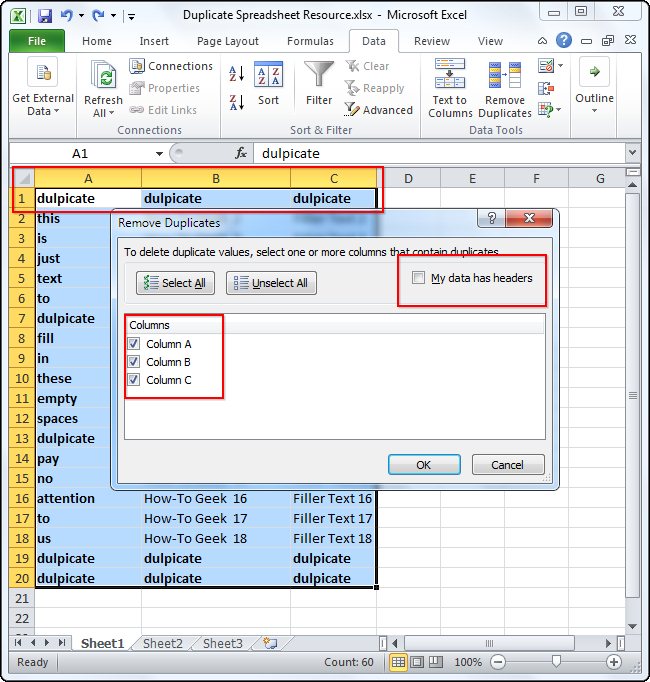 Duplicate Spreadsheet Resource.xlsx - Microsoft Excel
File Home Insert Page Layout Formulas Data Review View
Get External Data
Refresh All
Connections
Properties
Edit Links
Connections
Sort
Filter
Clear
Reapply
Advanced
Sort & Filter
Text to Columns
Remove Duplicates
Data Tools
Outline
A1 fx dulpicate
A B C D E F G
1 dulpicate dulpicate dulpicate
2 this
3 is
4 just
5 text
6 to
7 dulpicate
8 fill
9 in
10 these
11 empty
12 spaces
13 dulpicate
14 pay
15 no
16 attention How-To Geek 16 Filler Text 16
17 to How-To Geek 17 Filler Text 17
18 us How-To Geek 18 Filler Text 18
19 dulpicate dulpicate dulpicate
20 dulpicate dulpicate dulpicate
21
22
Remove Duplicates
To delete duplicate values, select one or more columns that contain duplicates.
Select All Unselect All My data has headers
Columns
Column A
Column B
Column C
OK Cancel
Sheet1 Sheet2 Sheet3
Ready Count: 60 100%